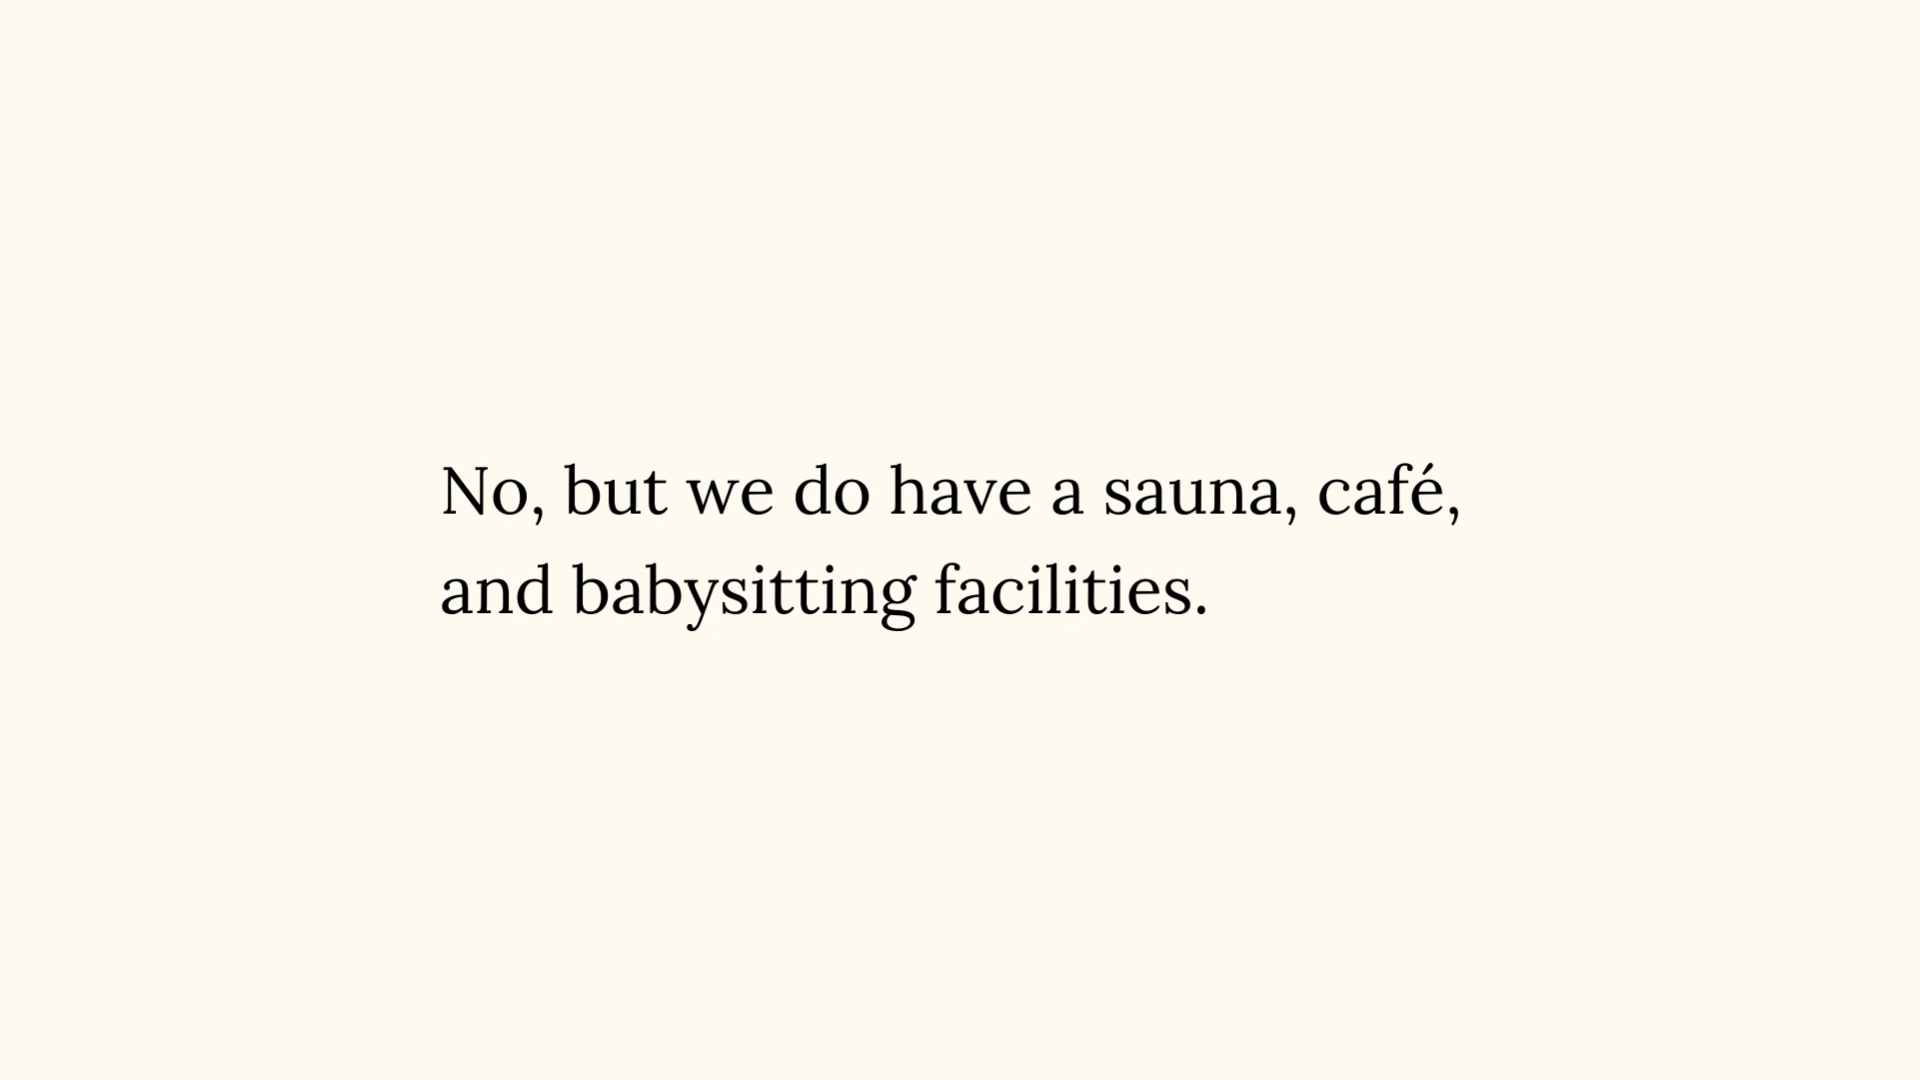 No, but we do have a sauna, café,
and babysitting facilities.